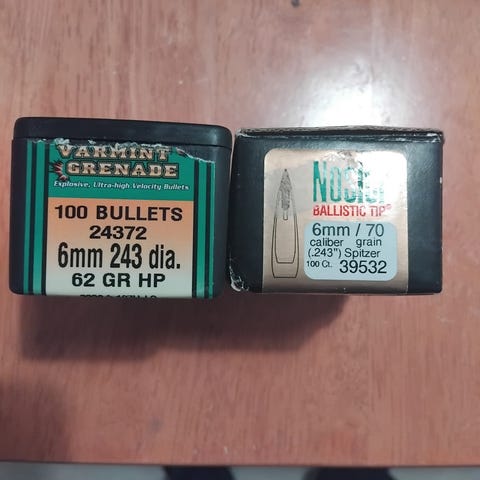 VARMINT
GRENADE
Explosive, Ultra-high Velocity Bullets
100 BULLETS
24372
6mm 243 dia.
62 GR HP
Nosler
BALLISTIC TIP®
6mm / 70
caliber grain
(.243") Spitzer
100 Ct. 39532